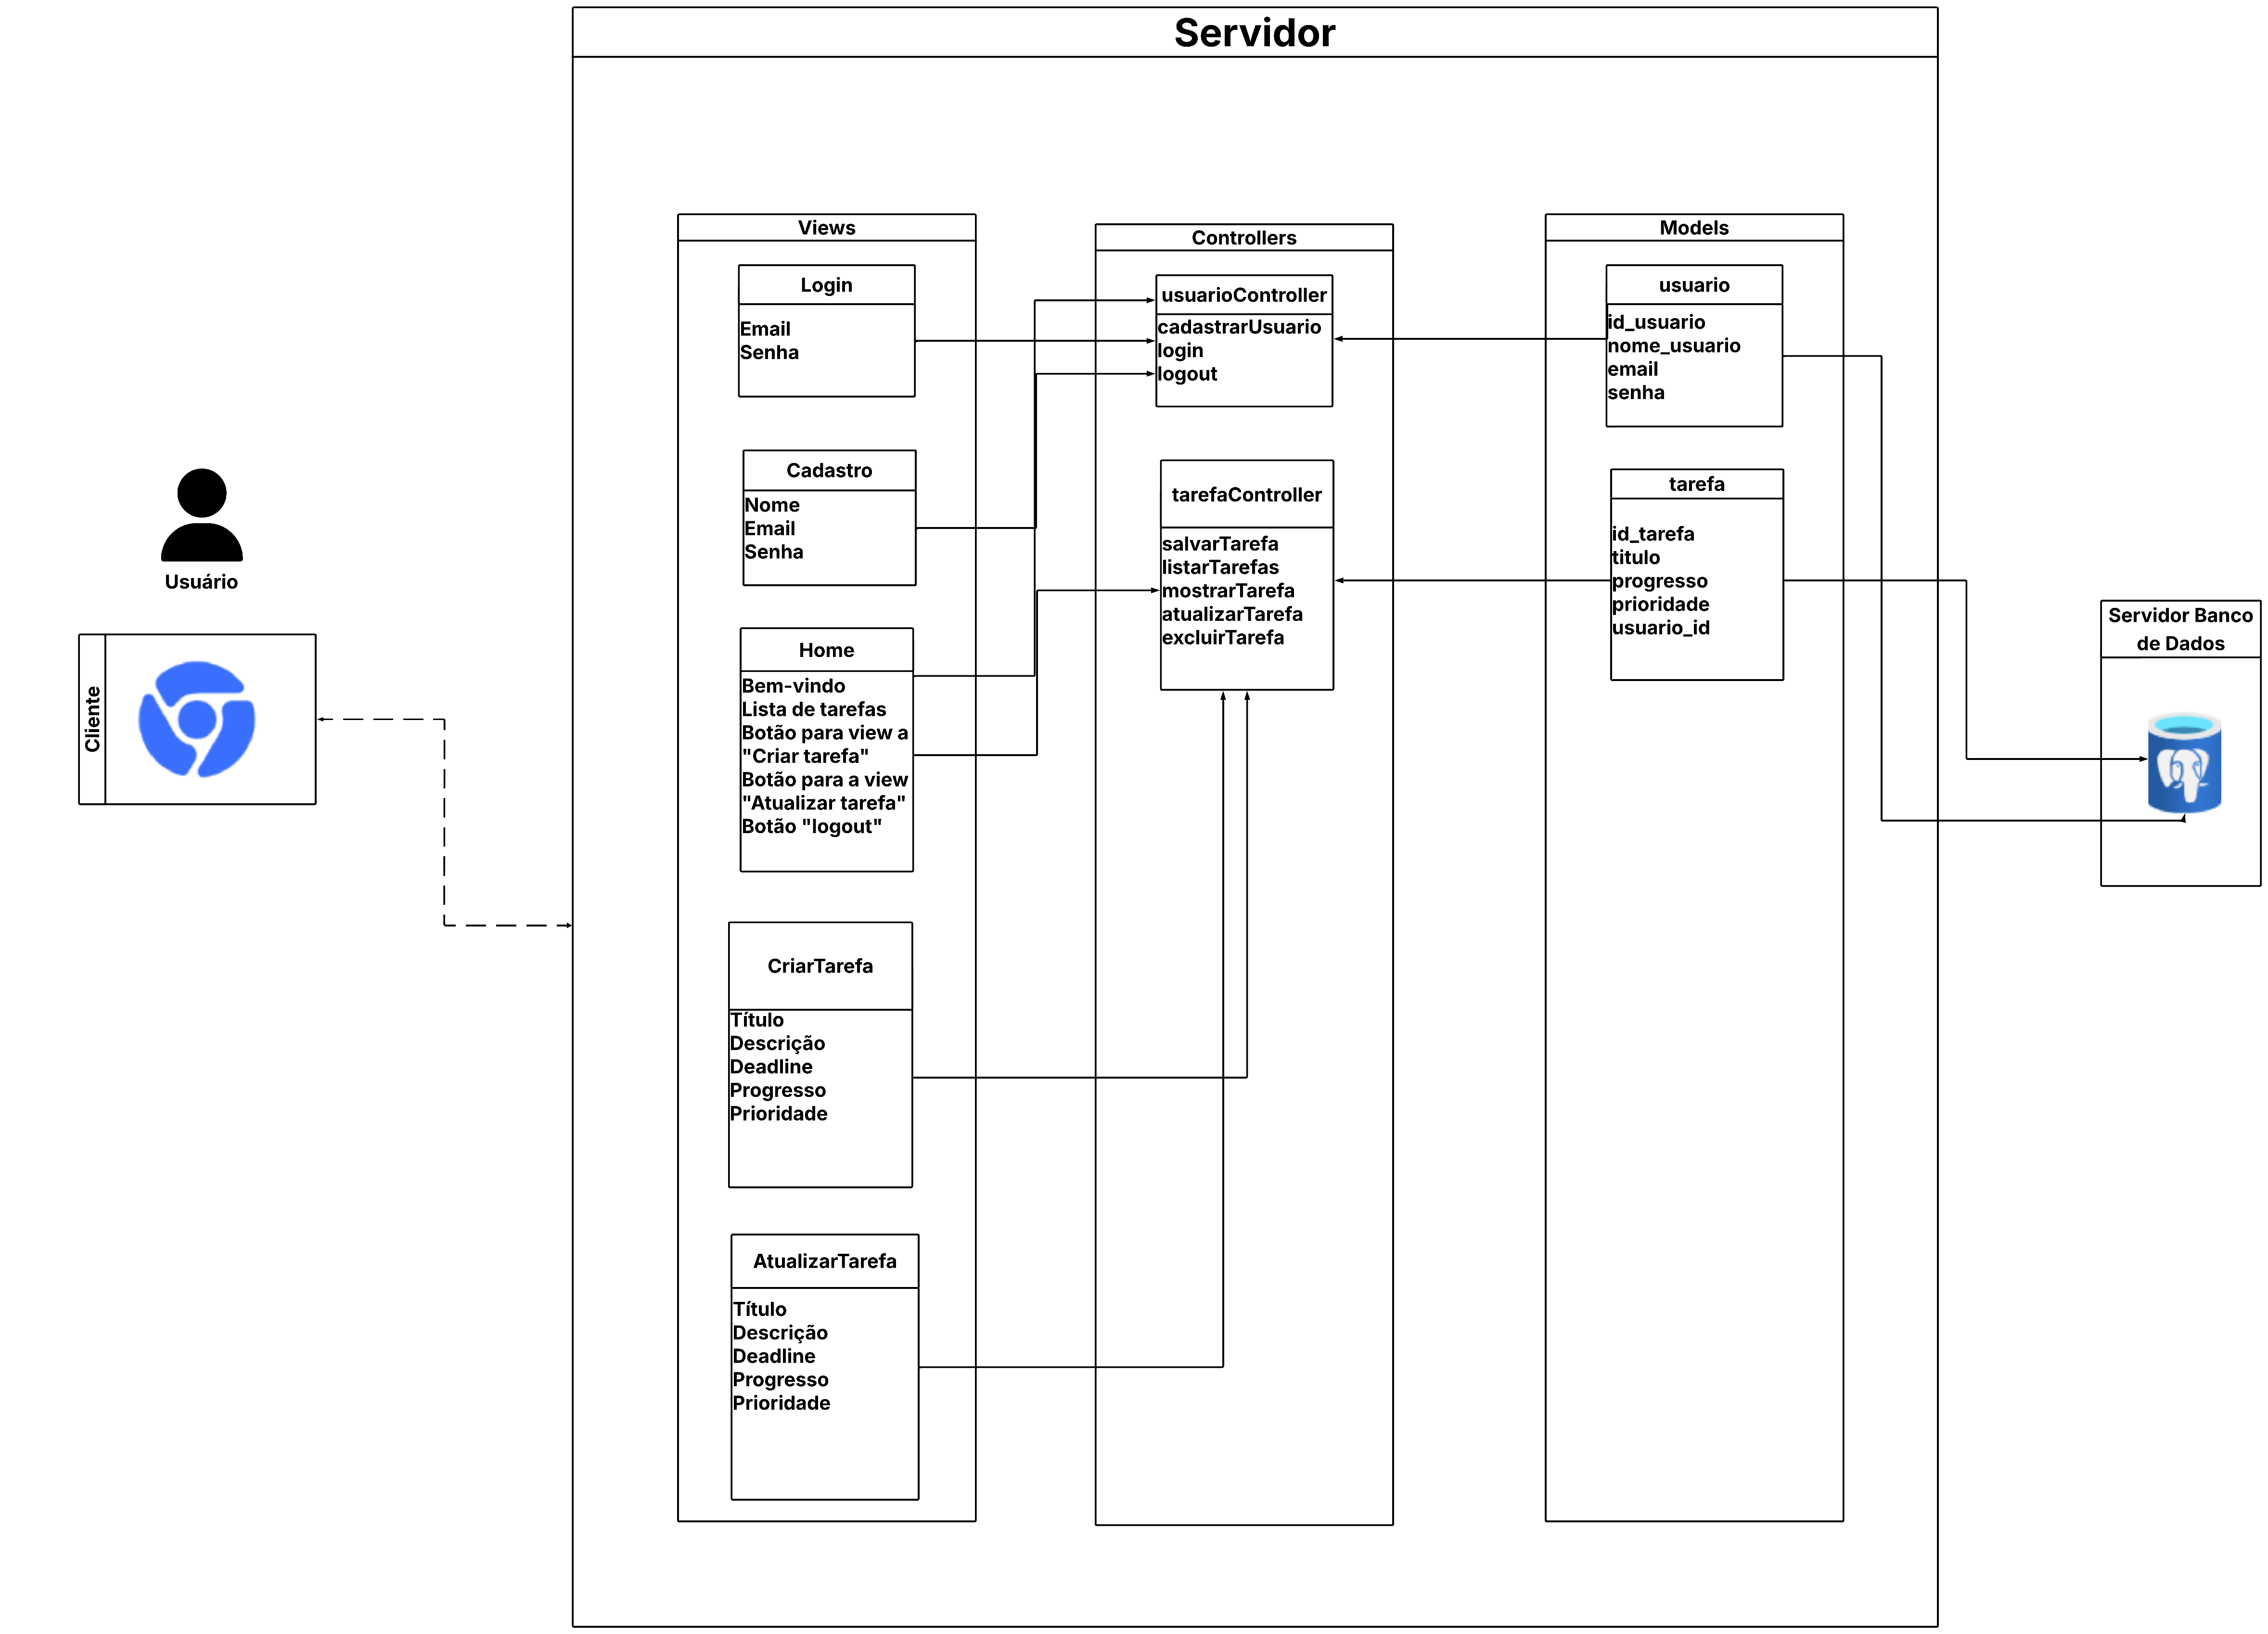 Servidor
Usuário
Cliente
Views
Login
Email
Senha
Cadastro
Nome
Email
Senha
Home
Bem-vindo
Lista de tarefas
Botão para view a
"Criar tarefa"
Botão para a view
"Atualizar tarefa"
Botão "logout"
CriarTarefa
Título
Descrição
Deadline
Progresso
Prioridade
AtualizarTarefa
Título
Descrição
Deadline
Progresso
Prioridade
Controllers
usuarioController
cadastrarUsuario
login
logout
tarefaController
salvarTarefa
listarTarefas
mostrarTarefa
atualizarTarefa
excluirTarefa
Models
usuario
id_usuario
nome_usuario
email
senha
tarefa
id_tarefa
titulo
progresso
prioridade
usuario_id
Servidor Banco
de Dados